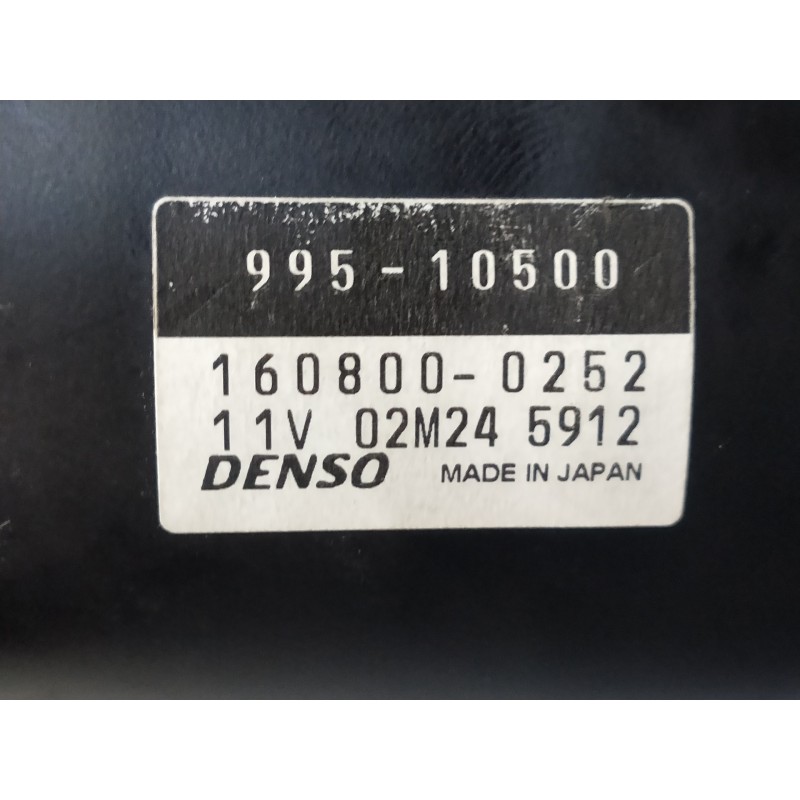 995-10500
160800-0252
11V 02M24 5912
DENSO MADE IN JAPAN